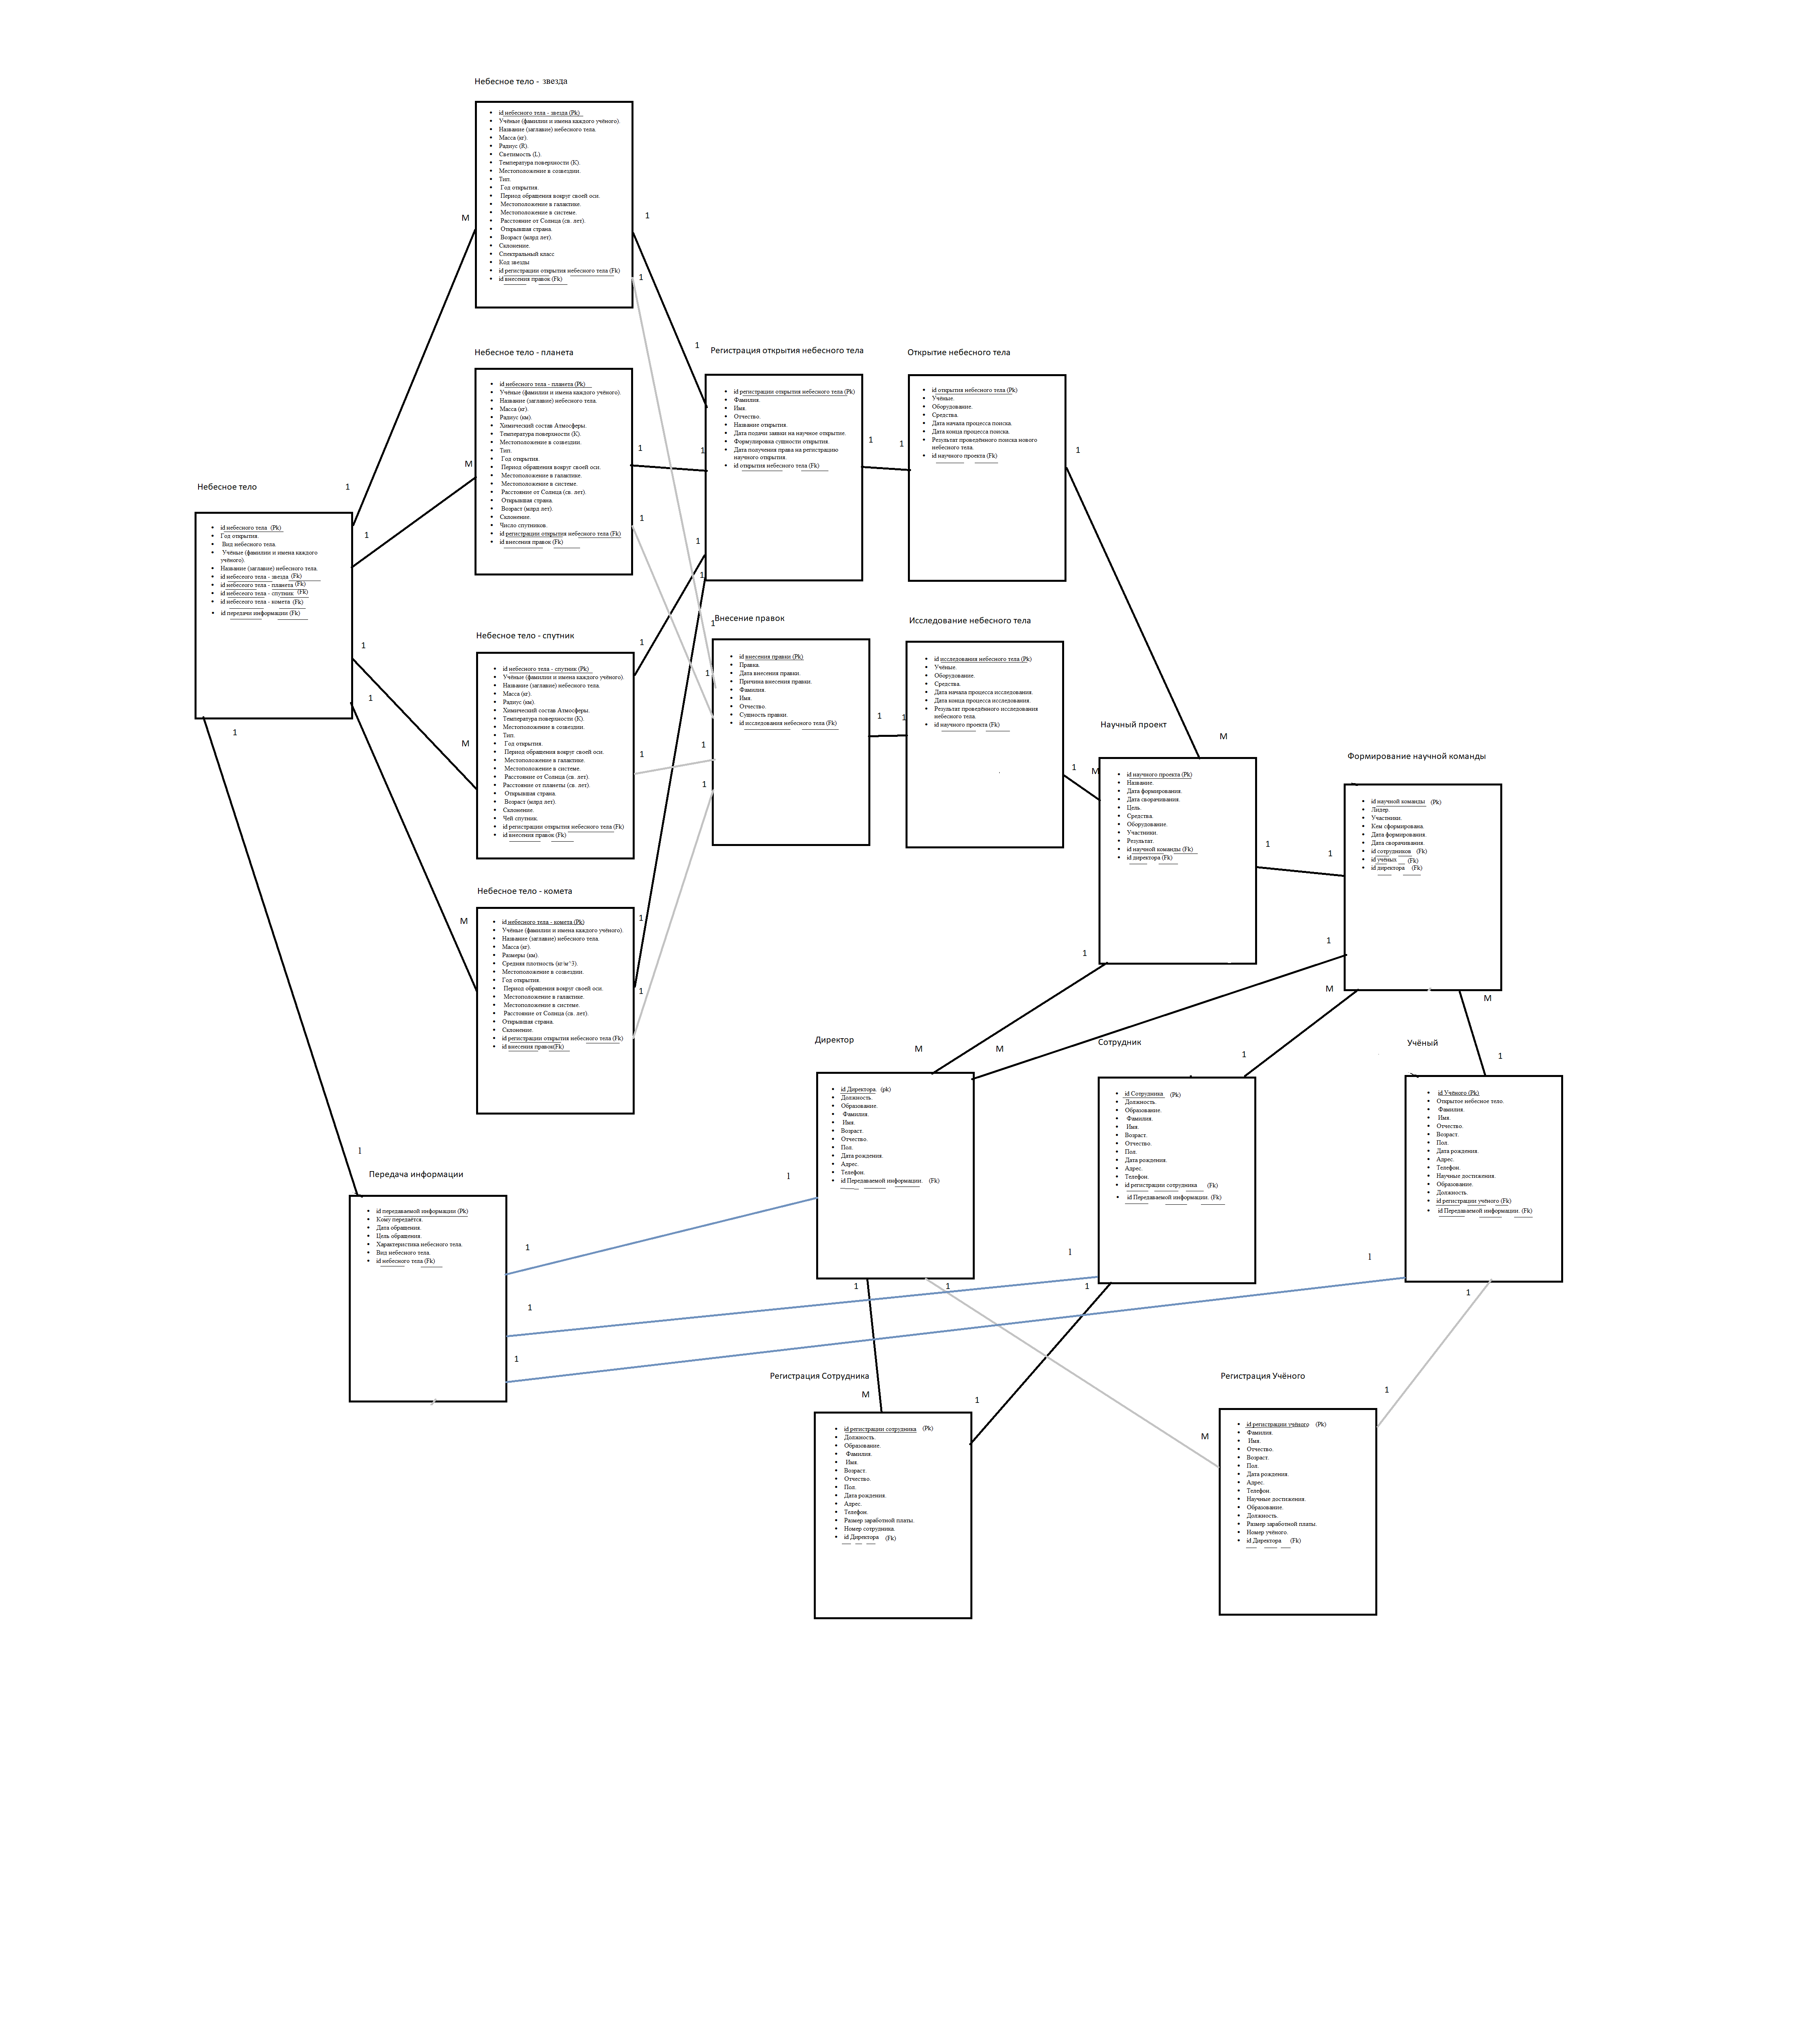 Небесное тело - звезда
id небесного тела - звезда (Pk)
Учёные (фамилии и имена каждого учёного).
Название (заглавие) небесного тела.
Масса (кг).
Радиус (R).
Светимость (L).
Температура поверхности (K).
Местоположение в созвездии.
Тип.
Год открытия.
Период обращения вокруг своей оси.
Местоположение в галактике.
Местоположение в системе.
Расстояние от Солнца (св. лет).
Открывшая страна.
Возраст (млрд лет).
Склонение.
Спектральный класс
Код звезды
id регистрации открытия небесного тела (Fk)
id внесения правок (Fk)
M
1
1
Небесное тело - планета
id небесного тела - планета (Pk)
Учёные (фамилии и имена каждого учёного).
Название (заглавие) небесного тела.
Масса (кг).
Радиус (км).
Химический состав Атмосферы.
Температура поверхности (K).
Местоположение в созвездии.
Тип.
Год открытия.
Период обращения вокруг своей оси.
Местоположение в галактике.
Местоположение в системе.
Расстояние от Солнца (св. лет).
Открывшая страна.
Возраст (млрд лет).
Склонение.
Число спутников.
id регистрации открытия небесного тела (Fk)
id внесения правок (Fk)
M
1
1
1
1
1
1
Регистрация открытия небесного тела
id регистрации открытия небесного тела (Pk)
Фамилия.
Имя.
Отчество.
Название открытия.
Дата подачи заявки на научное открытие.
Формулировка сущности открытия.
Дата получения права на регистрацию
научного открытия.
id открытия небесного тела (Fk)
1
1
Открытие небесного тела
id открытия небесного тела (Pk)
Учёные.
Оборудование.
Средства.
Дата начала процесса поиска.
Дата конца процесса поиска.
Результат проведённого поиска нового
небесного тела.
id научного проекта (Fk)
1
Небесное тело
1
1
1
1
1
id небесного тела (Pk)
Год открытия.
Вид небесного тела.
Учёные (фамилии и имена каждого
учёного).
Название (заглавие) небесного тела.
id небесеого тела - звезда (Fk)
id небесеого тела - планета (Fk)
id небесеого тела - спутник (Fk)
id небесеого тела - комета (Fk)
id передачи информации (Fk)
Небесное тело - спутник
id небесного тела - спутник (Pk)
Учёные (фамилии и имена каждого учёного).
Название (заглавие) небесного тела.
Масса (кг).
Радиус (км).
Химический состав Атмосферы.
Температура поверхности (K).
Местоположение в созвездии.
Тип.
Год открытия.
Период обращения вокруг своей оси.
Местоположение в галактике.
Местоположение в системе.
Расстояние от Солнца (св. лет).
Расстояние от планеты (св. лет).
Открывшая страна.
Возраст (млрд лет).
Склонение.
Чей спутник.
id регистрации открытия небесного тела (Fk)
id внесения правок (Fk)
M
1
1
Внесение правок
id внесения правки (Pk)
Правка.
Дата внесения правки.
Причина внесения правки.
Фамилия.
Имя.
Отчество.
Сущность правки.
id исследования небесного тела (Fk)
1
1
1
1
1
1
Исследование небесного тела
id исследования небесного тела (Pk)
Учёные.
Оборудование.
Средства.
Дата начала процесса исследования.
Дата конца процесса исследования.
Результат проведённого исследования
небесного тела.
id научного проекта (Fk)
1
M
M
Научный проект
id научного проекта (Pk)
Название.
Дата формирования.
Дата сворачивания.
Цель.
Средства.
Оборудование.
Участники.
Результат.
id научной команды (Fk)
id директора (Fk)
1
1
1
1
Формирование научной команды
id научной команды (Pk)
Лидер.
Участники.
Кем сформирована.
Дата формирования.
Дата сворачивания.
id сотрудников (Fk)
id учёных (Fk)
id директора (Fk)
M
M
Небесное тело - комета
id небесного тела - комета (Pk)
Учёные (фамилии и имена каждого учёного).
Название (заглавие) небесного тела.
Масса (кг).
Размеры (км).
Средняя плотность (кг/м^3).
Местоположение в созвездии.
Год открытия.
Период обращения вокруг своей оси.
Местоположение в галактике.
Местоположение в системе.
Расстояние от Солнца (св. лет).
Открывшая страна.
Склонение.
id регистрации открытия небесного тела (Fk)
id внесения правок(Fk)
M
1
1
Директор
M
M
id Директора. (pk)
Должность.
Образование.
Фамилия.
Имя.
Возраст.
Отчество.
Пол.
Дата рождения.
Адрес.
Телефон.
id Передаваемой информации. (Fk)
1
1
1
Сотрудник
1
id Сотрудника (Pk)
Должность.
Образование.
Фамилия.
Имя.
Возраст.
Отчество.
Пол.
Дата рождения.
Адрес.
Телефон.
id регистрации сотрудника (Fk)
id Передаваемой информации. (Fk)
1
1
Учёный
1
id Учёного (Pk)
Открытое небесное тело.
Фамилия.
Имя.
Отчество.
Возраст.
Пол.
Дата рождения.
Адрес.
Телефон.
Научные достижения.
Образование.
Должность.
id регистрации учёного (Fk)
id Передаваемой информации. (Fk)
1
1
1
Передача информации
id передаваемой информации (Pk)
Кому передаётся.
Дата обращения.
Цель обращения.
Характеристика небесного тела.
Вид небесного тела.
id небесного тела (Fk)
1
1
1
Регистрация Сотрудника
M
1
id регистрации сотрудника (Pk)
Должность.
Образование.
Фамилия.
Имя.
Возраст.
Отчество.
Пол.
Дата рождения.
Адрес.
Телефон.
Размер заработной платы.
Номер сотрудника.
id Директора (Fk)
Регистрация Учёного
1
M
id регистрации учёного (Pk)
Фамилия.
Имя.
Отчество.
Возраст.
Пол.
Дата рождения.
Адрес.
Телефон.
Научные достижения.
Образование.
Должность.
Размер заработной платы.
Номер учёного.
id Директора (Fk)